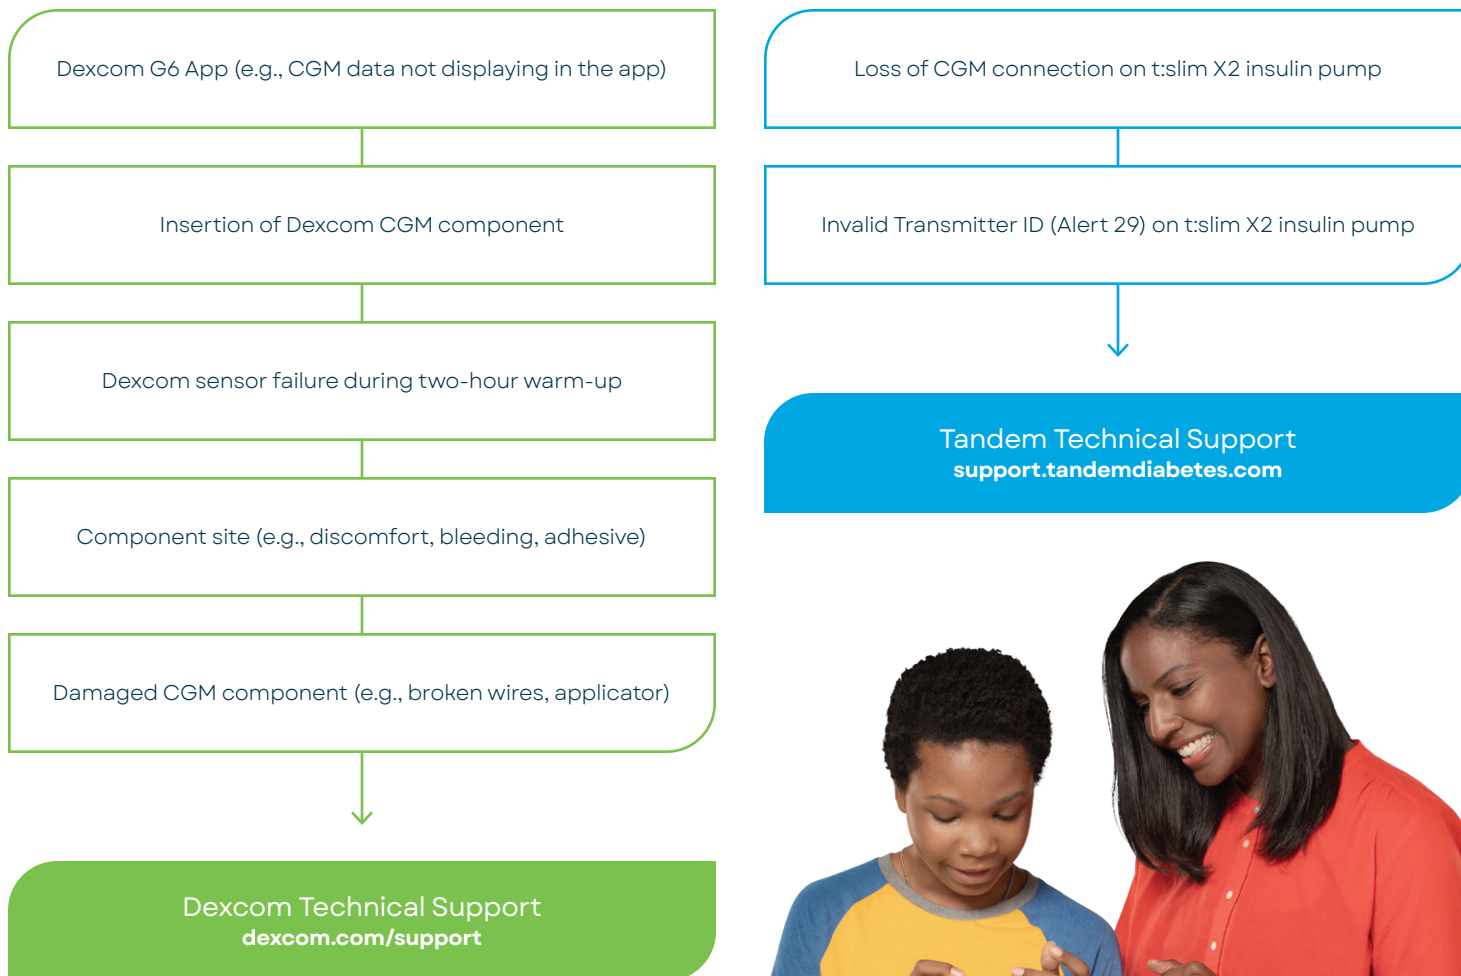 Dexcom G6 App (e.g., CGM data not displaying in the app)
Insertion of Dexcom CGM component
Dexcom sensor failure during two-hour warm-up
Component site (e.g., discomfort, bleeding, adhesive)
Damaged CGM component (e.g., broken wires, applicator)
Dexcom Technical Support
dexcom.com/support
Loss of CGM connection on t:slim X2 insulin pump
Invalid Transmitter ID (Alert 29) on t:slim X2 insulin pump
Tandem Technical Support
support.tandemdiabetes.com